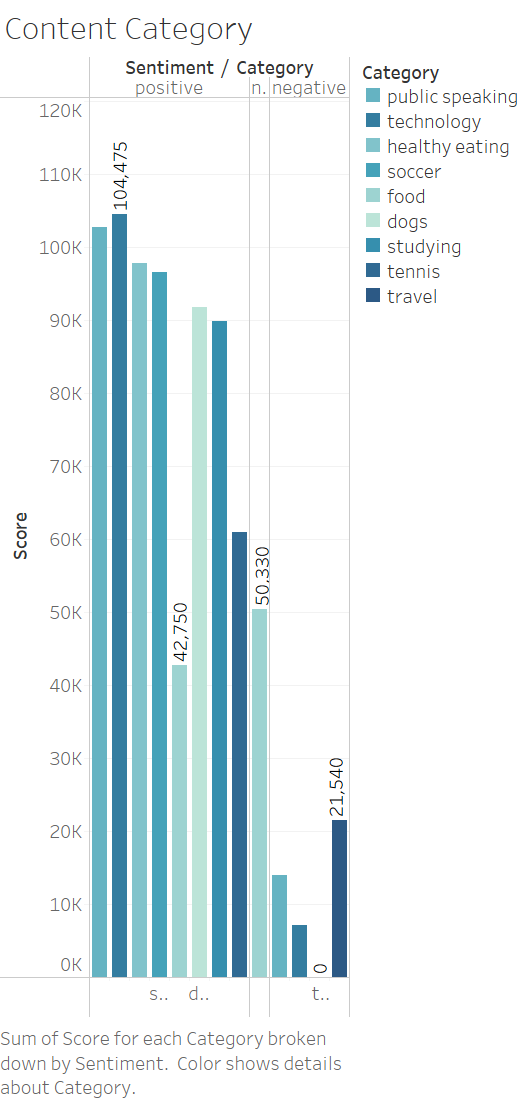 Content Category
Sentiment / Category
positive n. negative
Category
public speaking
technology
healthy eating
soccer
food
dogs
studying
tennis
travel
120K
110K
100K
90K
80K
70K
60K
50K
40K
30K
20K
10K
0K
Score
104,475
42,750
50,330
0
21,540
s.. d.. t..
Sum of Score for each Category broken
down by Sentiment. Color shows details
about Category.